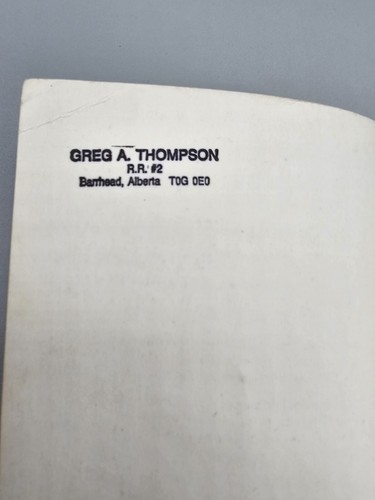 GREG A. THOMPSON
R.R. #2
Barrhead, Alberta T0G 0E0